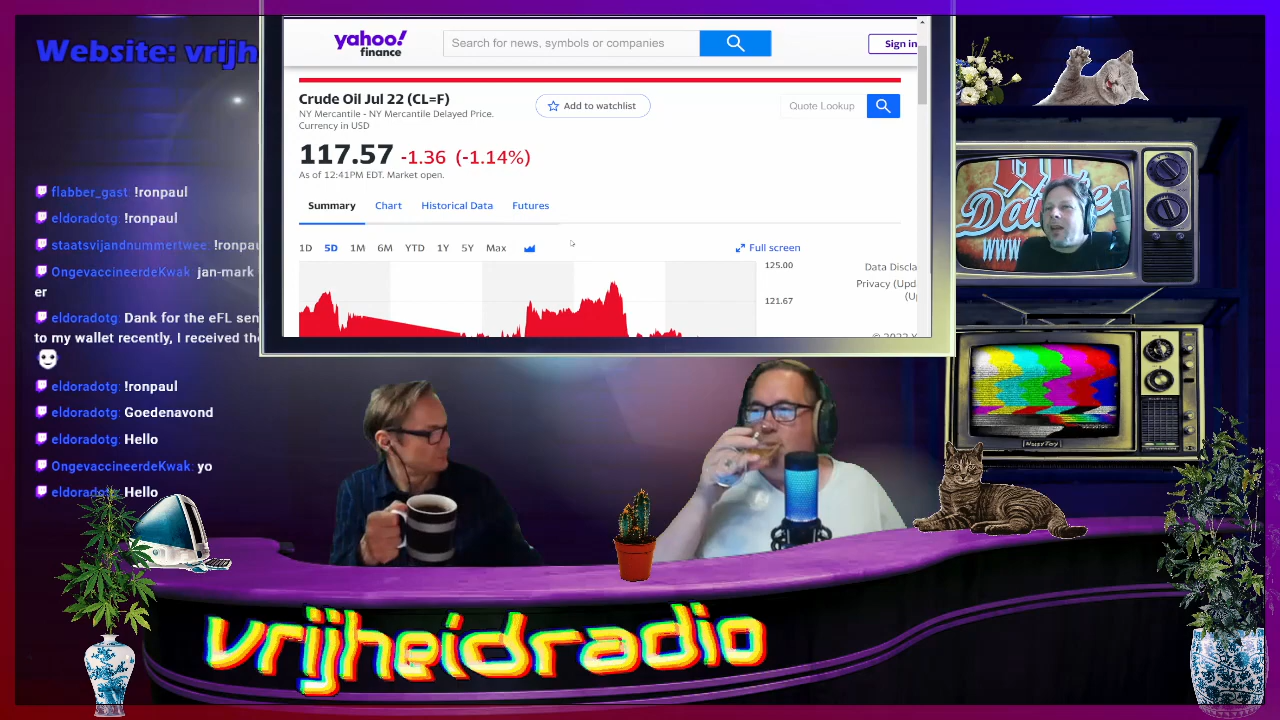 Website: vrijh
yahoo!
finance
Search for news, symbols or companies
Sign in
Crude Oil Jul 22 (CL=F)
NY Mercantile - NY Mercantile Delayed Price.
Currency in USD
Add to watchlist
Quote Lookup
117.57 -1.36 (-1.14%)
As of 12:41PM EDT. Market open.
Summary Chart Historical Data Futures
1D 5D 1M 6M YTD 1Y 5Y Max
Full screen
125.00
121.67
Data Discla
Privacy (Upd
(Up
flabber_gast: !ronpaul
eldoradotg: !ronpaul
staatsvijandnummertwee: !ronpau
OngevaccineerdeKwak: jan-mark
er
eldoradotg: Dank for the eFL sen
to my wallet recently, I received the
eldoradotg: !ronpaul
eldoradotg: Goedenavond
eldoradotg: Hello
OngevaccineerdeKwak: yo
eldoradotg: Hello
WWW
vrijheidradio